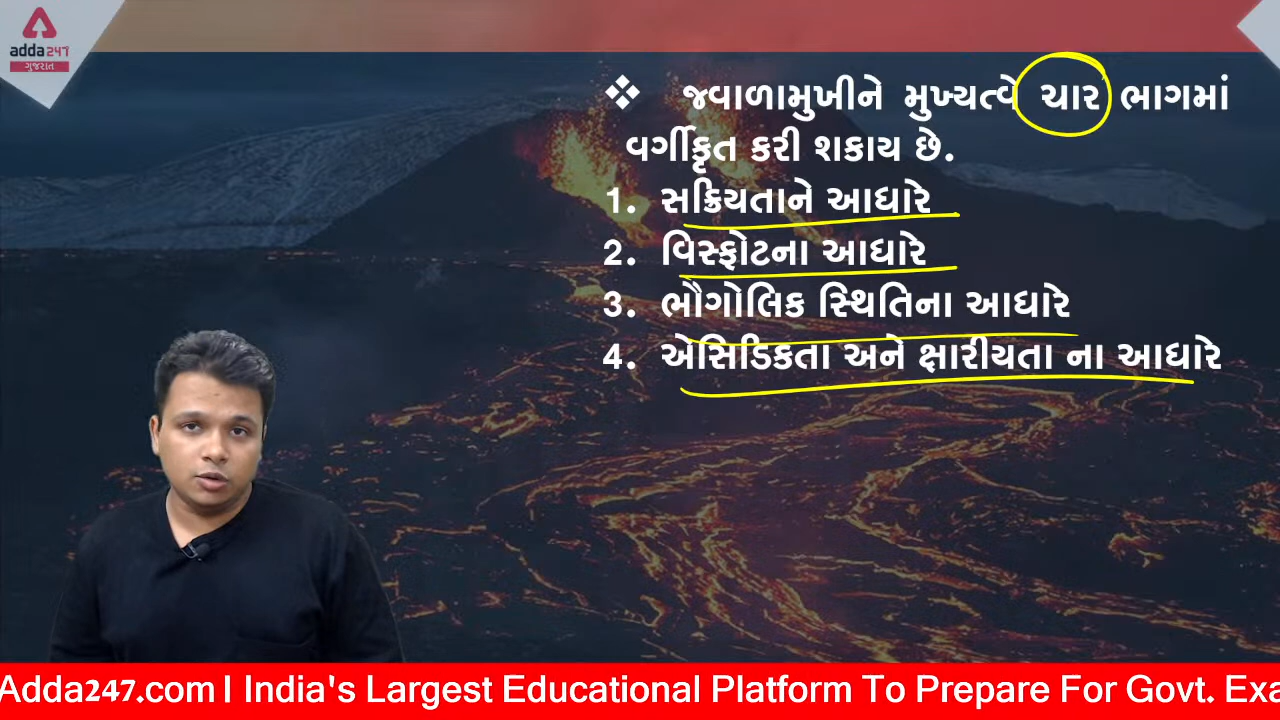 adda247
ગુજરાત
❖ જ્વાળામુખીને મુખ્યત્વે ચાર ભાગમાં
વર્ગીકૃત કરી શકાય છે.
1. સક્રિયતાને આધારે
2. વિસ્ફોટના આધારે
3. ભૌગોલિક સ્થિતિના આધારે
4. એસિડિકતા અને ક્ષારીયતા ના આધારે
Adda247.com I India's Largest Educational Platform To Prepare For Govt. Exa